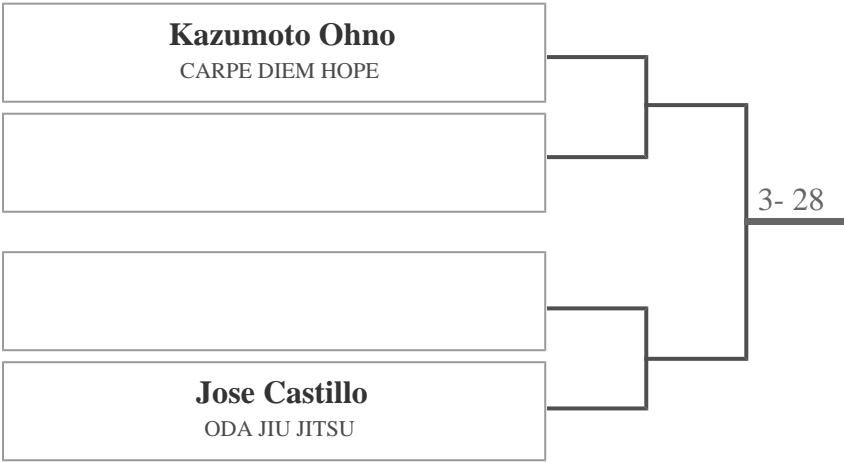 Kazumoto Ohno
CARPE DIEM HOPE
3- 28
Jose Castillo
ODA JIU JITSU